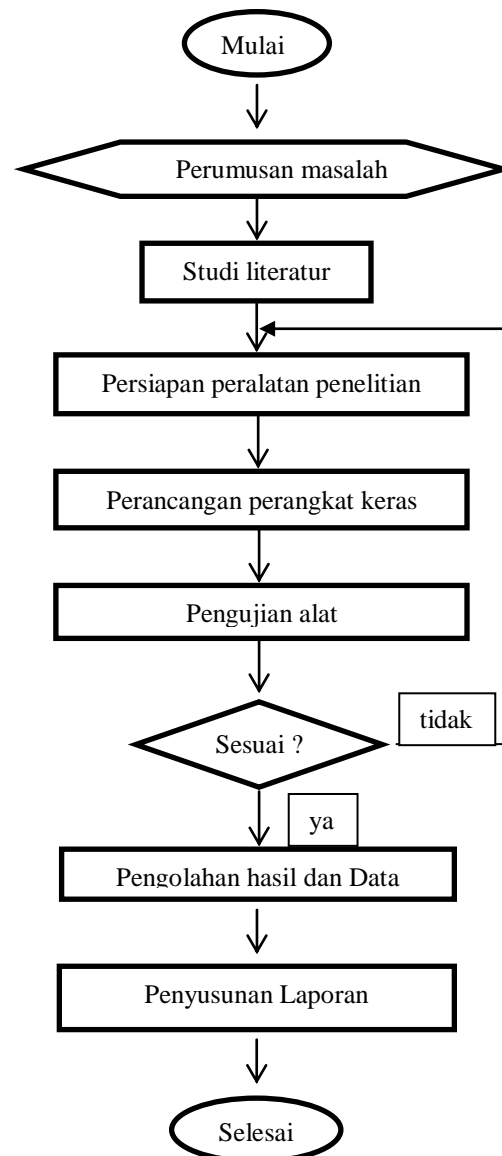 Mulai
Perumusan masalah
Studi literatur
Persiapan peralatan penelitian
Perancangan perangkat keras
Pengujian alat
tidak
Sesuai ?
ya
Pengolahan hasil dan Data
Penyusunan Laporan
Selesai